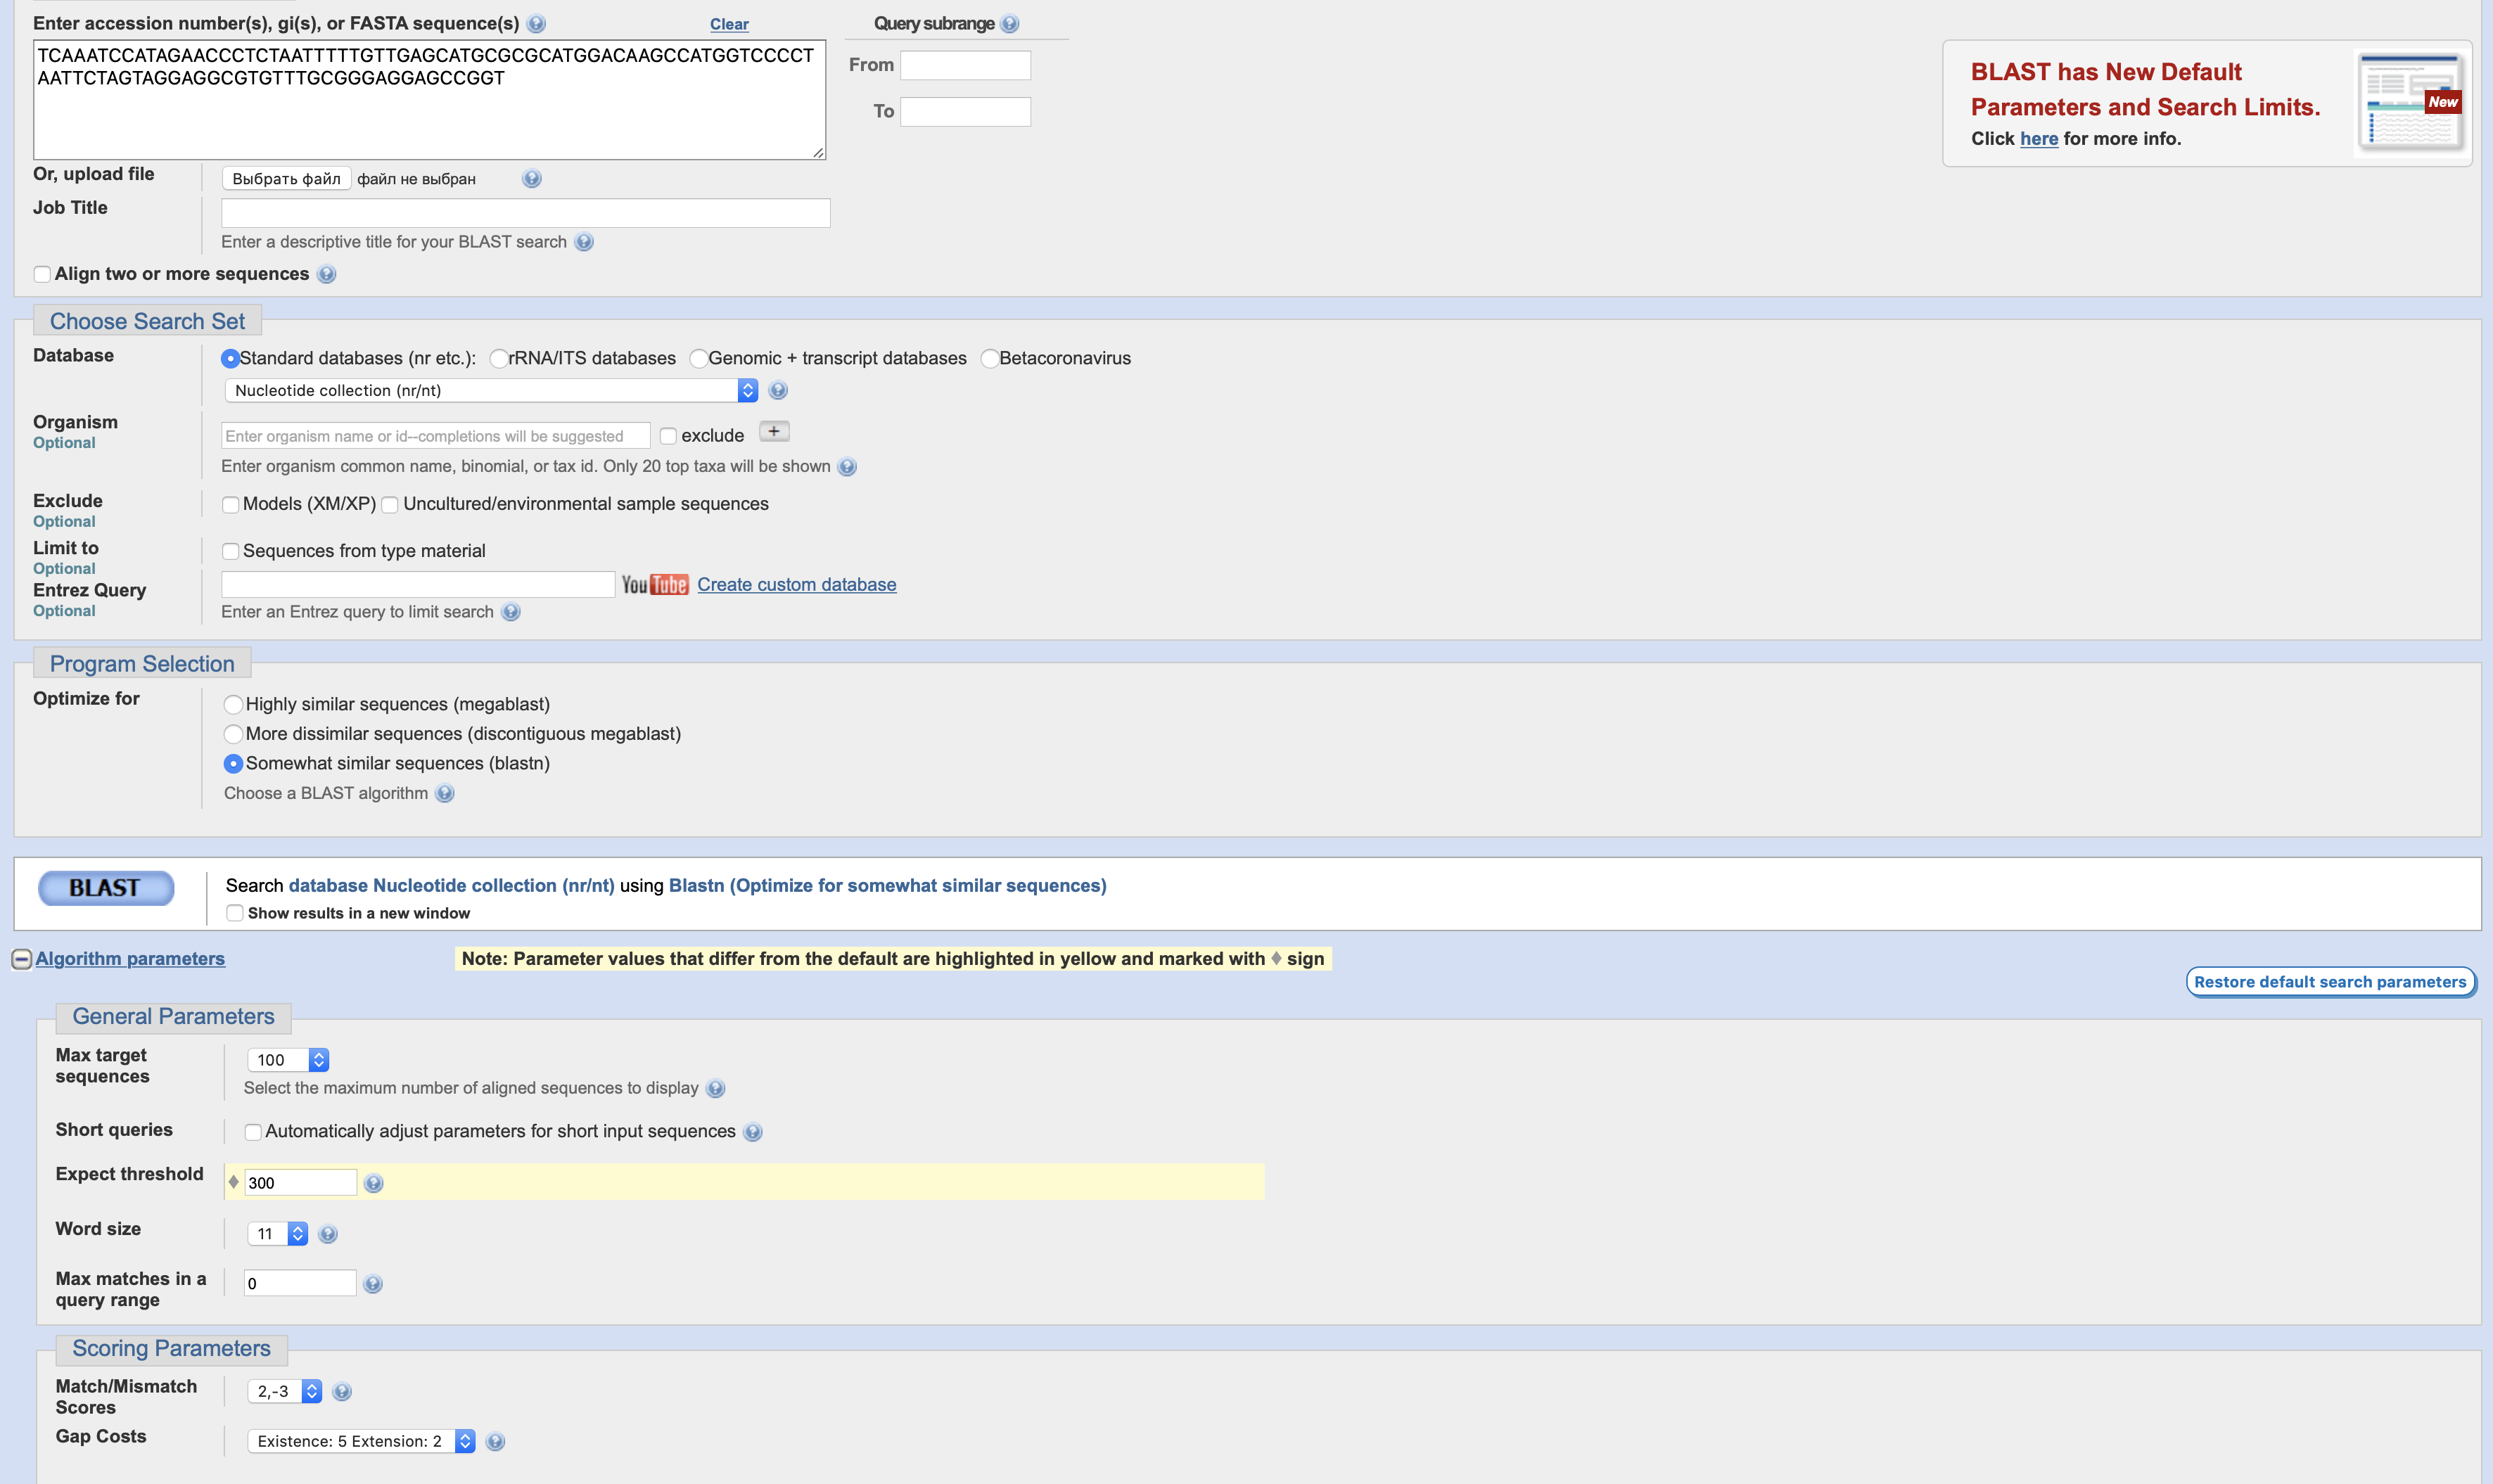 Enter accession number(s), gi(s), or FASTA sequence(s)
Clear
Query subrange
TCAAATCCATAGAACCCTCTAATTTTTGTTGAGCATGCGCGCATGGACAAGCCATGGTCCCCT
AATTCTAGTAGGAGGCGTGTTTGCGGGAGGAGCCGGT
From
To
BLAST has New Default
Parameters and Search Limits.
Click here for more info.
New
Or, upload file
Выбрать файл файл не выбран
Job Title
Enter a descriptive title for your BLAST search
Align two or more sequences
Choose Search Set
Database
Standard databases (nr etc.): rRNA/ITS databases Genomic + transcript databases Betacoronavirus
Nucleotide collection (nr/nt)
Organism
Optional
Enter organism name or id--completions will be suggested
exclude
+
Enter organism common name, binomial, or tax id. Only 20 top taxa will be shown
Exclude
Optional
Models (XM/XP) Uncultured/environmental sample sequences
Limit to
Optional
Sequences from type material
Entrez Query
Optional
YouTube Create custom database
Enter an Entrez query to limit search
Program Selection
Optimize for
Highly similar sequences (megablast)
More dissimilar sequences (discontiguous megablast)
Somewhat similar sequences (blastn)
Choose a BLAST algorithm
BLAST
Search database Nucleotide collection (nr/nt) using Blastn (Optimize for somewhat similar sequences)
Show results in a new window
Algorithm parameters
Note: Parameter values that differ from the default are highlighted in yellow and marked with ♦ sign
Restore default search parameters
General Parameters
Max target
sequences
100
Select the maximum number of aligned sequences to display
Short queries
Automatically adjust parameters for short input sequences
Expect threshold
♦ 300
Word size
11
Max matches in a
query range
0
Scoring Parameters
Match/Mismatch
Scores
2,-3
Gap Costs
Existence: 5 Extension: 2